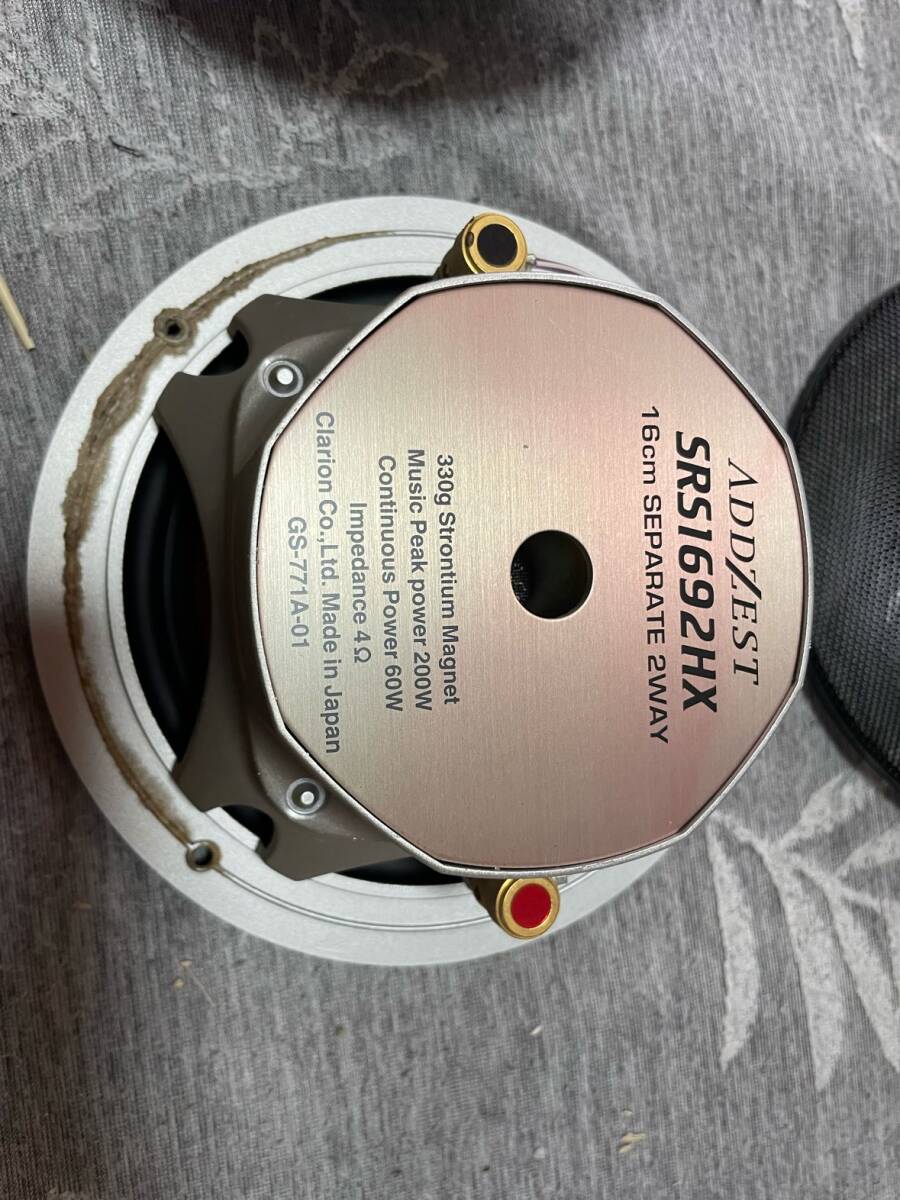 ADDZEST
SRS1692HX
16cm SEPARATE 2WAY
330g Strontium Magnet
Music Peak power 200W
Continuous Power 60W
Impedance 4Ω
Clarion Co.,Ltd. Made in Japan
GS-771A-01